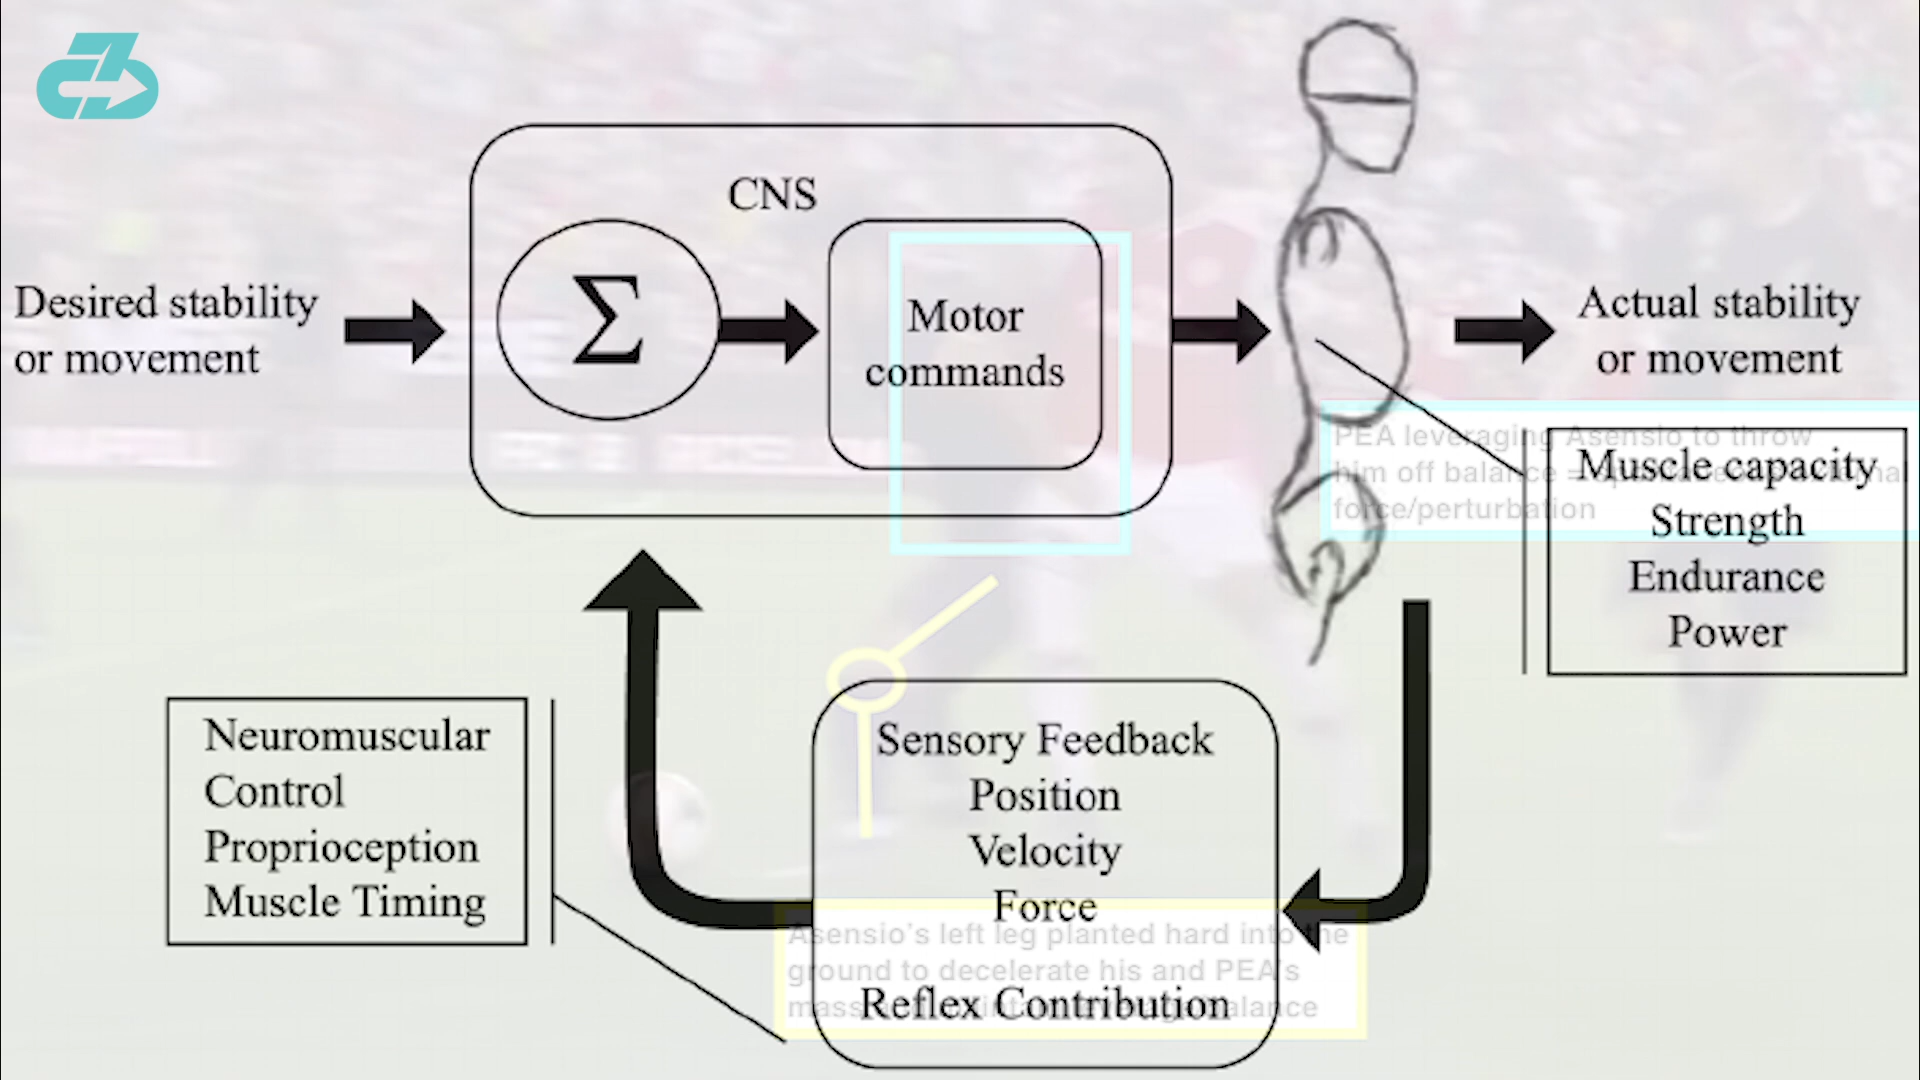 CNS
Σ
Motor
commands
Desired stability
or movement
Actual stability
or movement
PEA leveraging Asensio to throw
him off balance =
force/perturbation
Muscle capacity
Strength
Endurance
Power
Neuromuscular
Control
Proprioception
Muscle Timing
Sensory Feedback
Position
Velocity
Force
Reflex Contribution
Asensio's left leg planted hard into the
ground to decelerate his and PEA's
mass balance